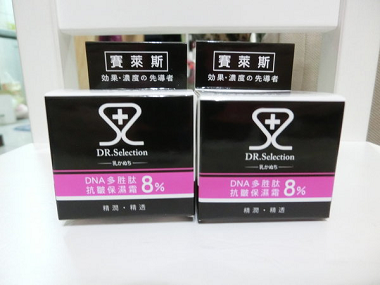 賽萊斯
效果・濃度の先導者
DR.Selection
DNA多胜肽
抗皺保濕霜 8%
精潤・精透
賽萊斯
效果・濃度の先導者
DR.Selection
DNA多胜肽
抗皺保濕霜 8%
精潤・精透